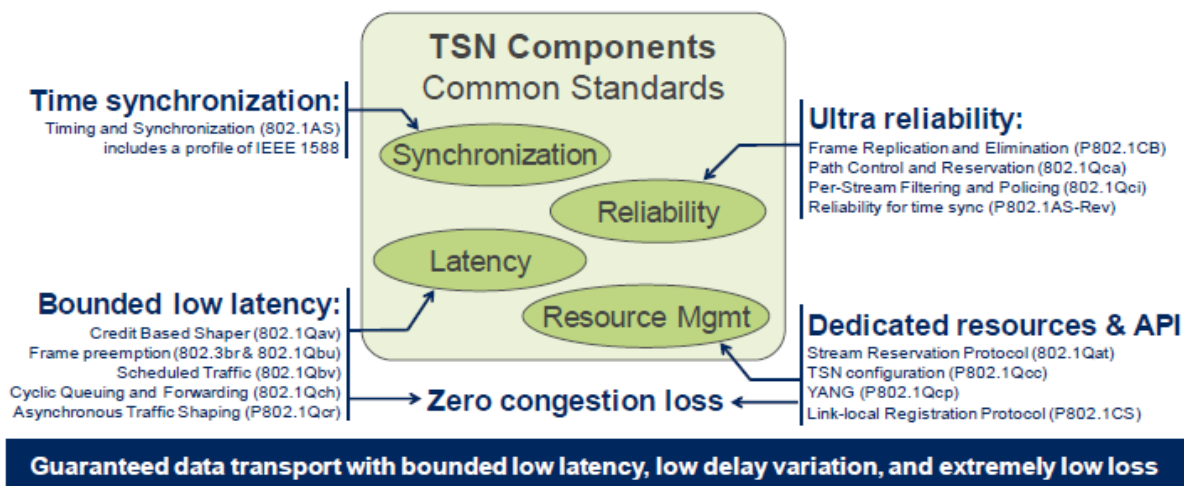 TSN Components
Common Standards
Time synchronization:
Timing and Synchronization (802.1AS)
includes a profile of IEEE 1588
Synchronization
Ultra reliability:
Frame Replication and Elimination (P802.1CB)
Path Control and Reservation (802.1Qca)
Per-Stream Filtering and Policing (802.1Qci)
Reliability for time sync (P802.1AS-Rev)
Reliability
Latency
Bounded low latency:
Credit Based Shaper (802.1Qav)
Frame preemption (802.3br & 802.1Qbu)
Scheduled Traffic (802.1Qbv)
Cyclic Queuing and Forwarding (802.1Qch)
Asynchronous Traffic Shaping (P802.1Qcr)
Resource Mgmt
Dedicated resources & API
Stream Reservation Protocol (802.1Qat)
TSN configuration (P802.1Qcc)
YANG (P802.1Qcp)
Link-local Registration Protocol (P802.1CS)
Zero congestion loss
Guaranteed data transport with bounded low latency, low delay variation, and extremely low loss